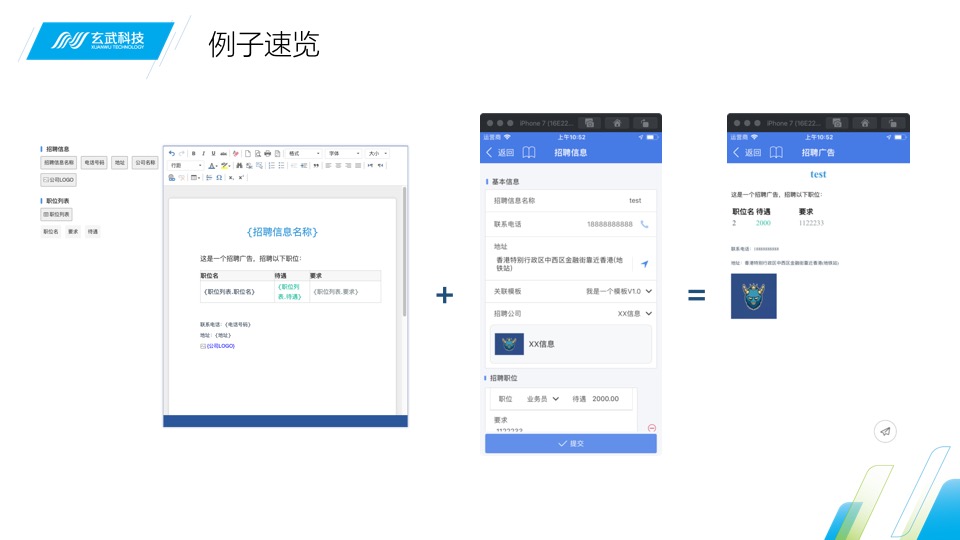 玄武科技
XUANWU TECHNOLOGY
例子速览
招聘信息
招聘信息名称 电话号码 地址 公司名称
公司LOGO
职位列表
职位列表
职位名 要求 待遇
格式 字体 大小
行距
{招聘信息名称}
这是一个招聘广告，招聘以下职位：
职位名 待遇 要求
{职位列表.职位名} {职位列表.待遇} {职位列表.要求}
联系电话：{电话号码}
地址：{地址}
{公司LOGO}
+
iPhone 7 (16E22...
运营商 上午10:52
返回 招聘信息
基本信息
招聘信息名称 test
联系电话 18888888888
地址
香港特别行政区中西区金融街靠近香港(地
铁站)
关联模板 我是一个模板V1.0
招聘公司 XX信息
XX信息
招聘职位
职位 业务员 待遇 2000.00
要求
1122233
提交
=
iPhone 7 (16E22...
运营商 上午10:52
返回 招聘广告
test
这是一个招聘广告，招聘以下职位：
职位名 待遇 要求
2 2000 1122233
联系电话：18888888888
地址：香港特别行政区中西区金融街靠近香港(地铁站)